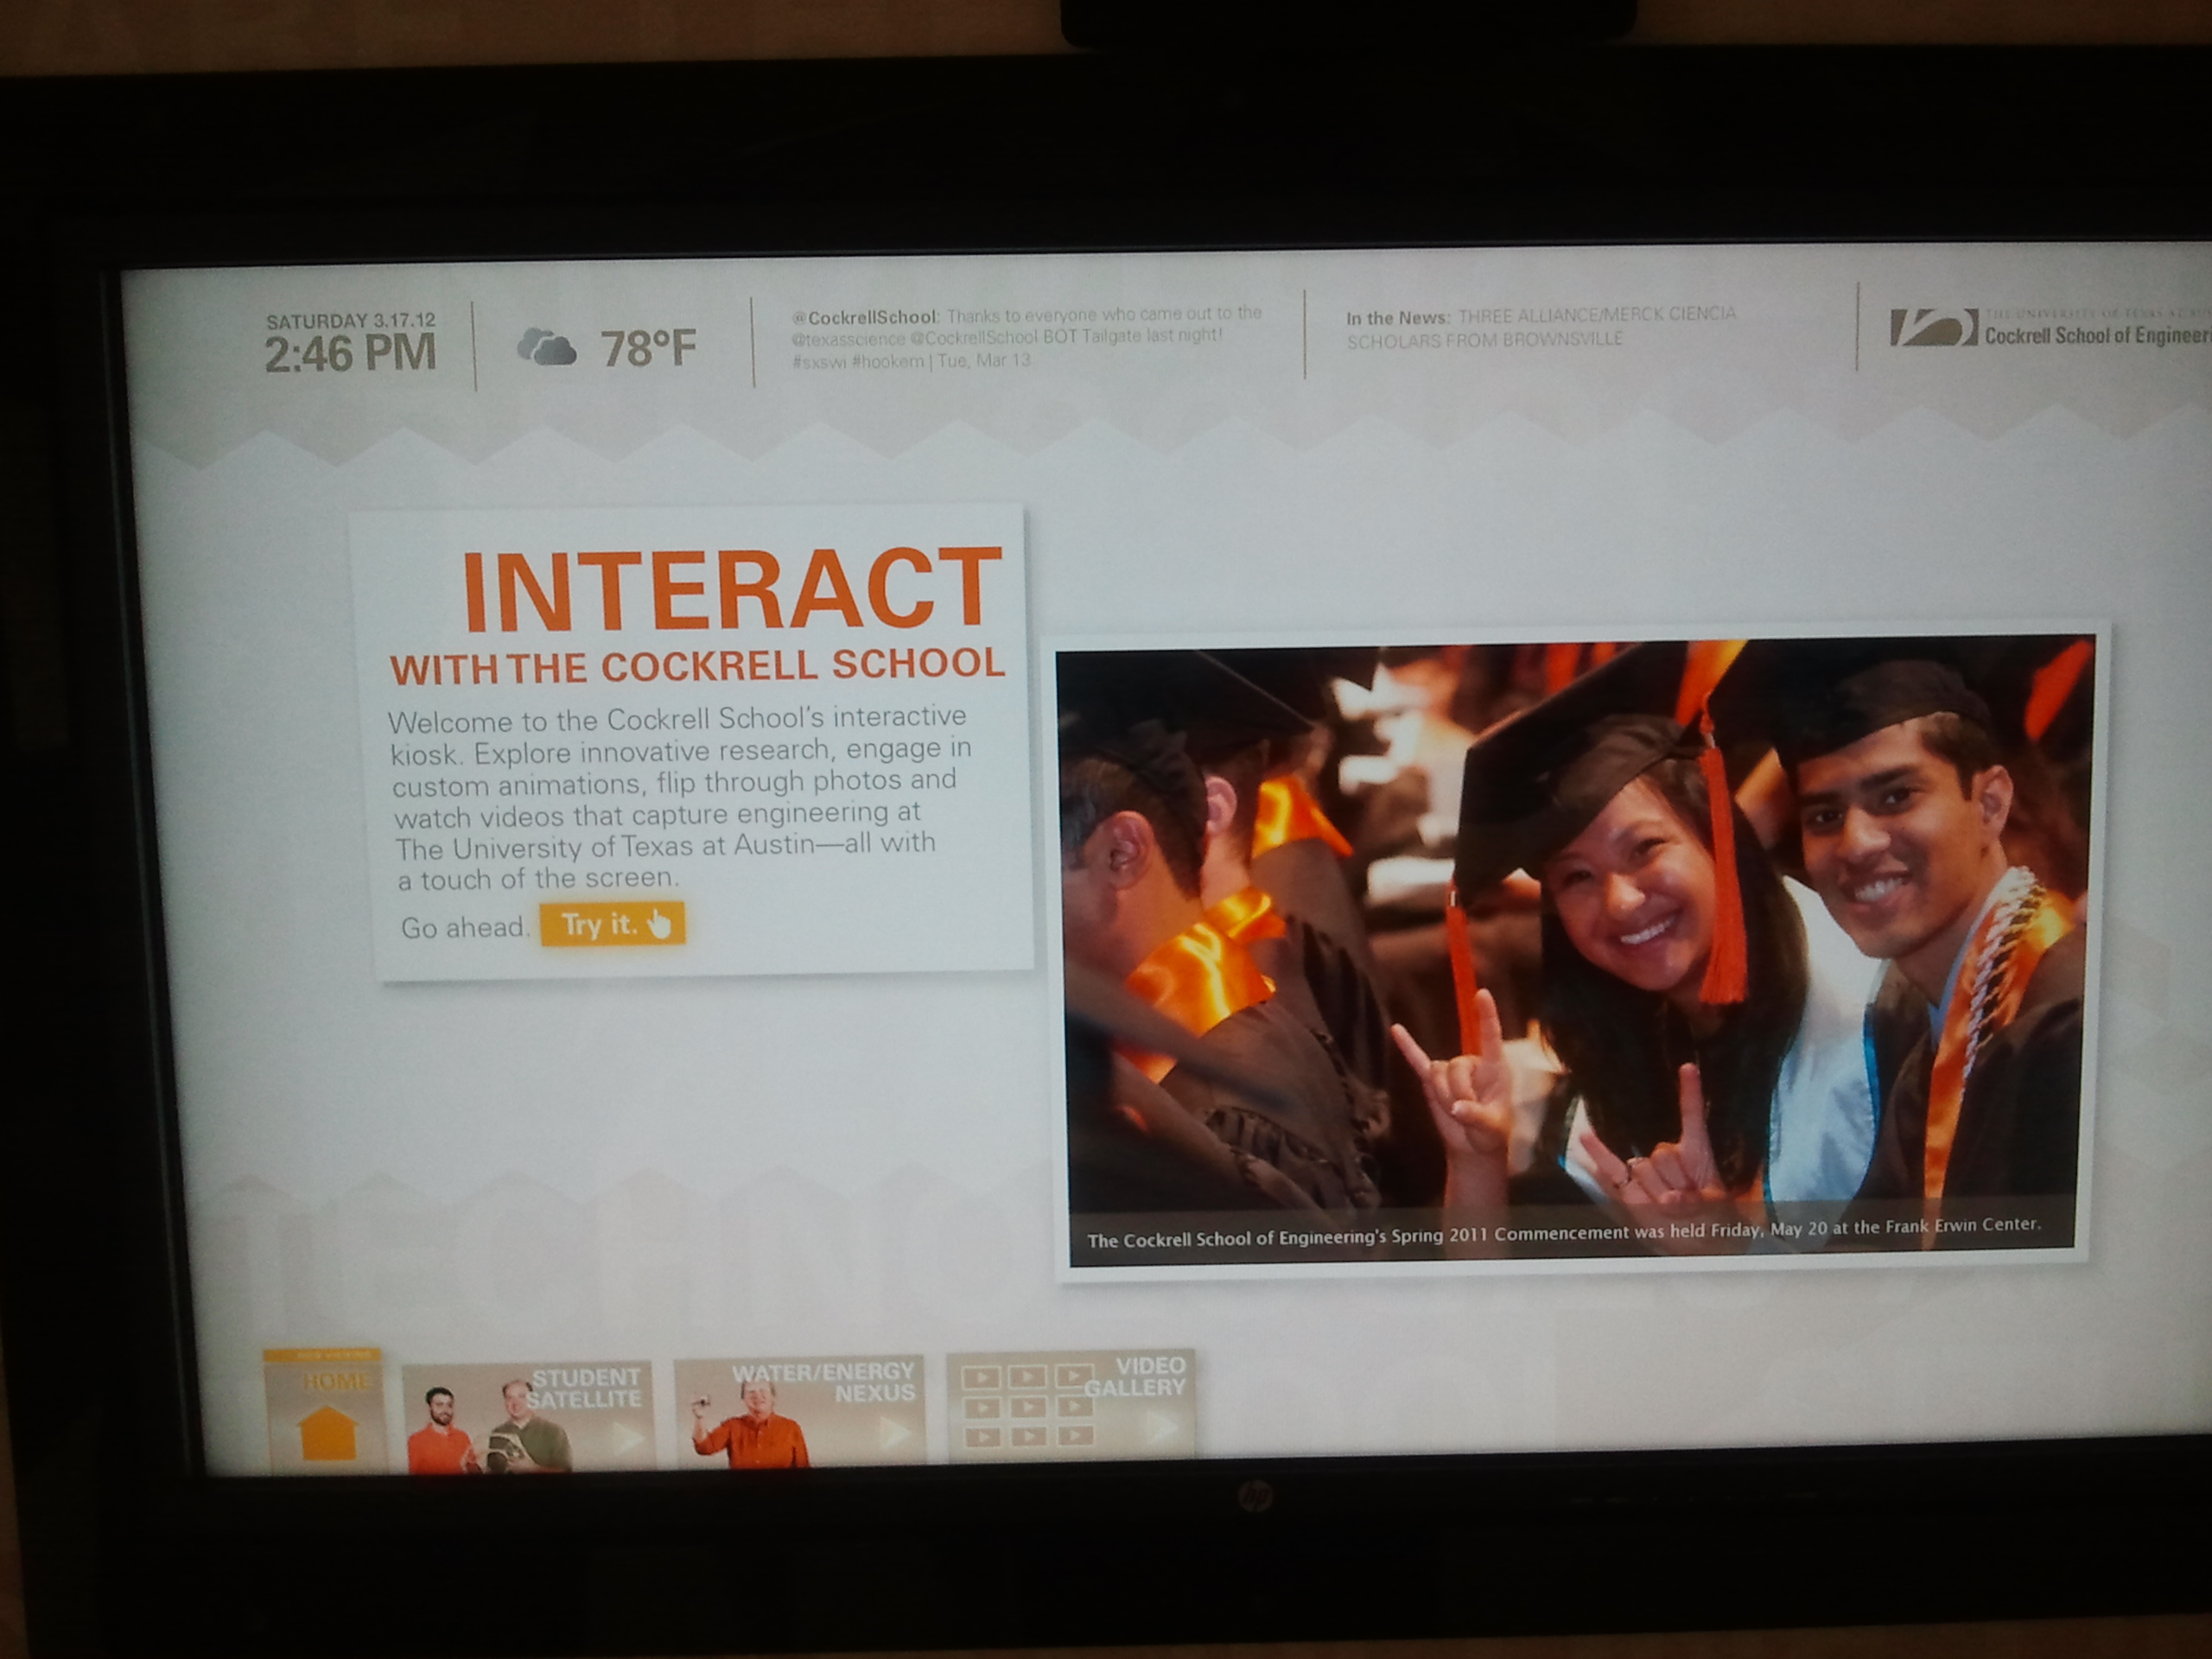 SATURDAY 3.17.12
2:46 PM
78°F
@CockrellSchool: Thanks to everyone who came out to the
@texasscience @CockrellSchool BOT Tailgate last night!
#sxswi #hookem | Tue, Mar 13
In the News: THREE ALLIANCE/MERCK CIENCIA
SCHOLARS FROM BROWNSVILLE
THE UNIVERSITY OF TEXAS AT
Cockrell School of Engineer
INTERACT
WITH THE COCKRELL SCHOOL
Welcome to the Cockrell School's interactive
kiosk. Explore innovative research, engage in
custom animations, flip through photos and
watch videos that capture engineering at
The University of Texas at Austin—all with
a touch of the screen.
Go ahead. Try it.
The Cockrell School of Engineering's Spring 2011 Commencement was held Friday, May 20 at the Frank Erwin Center.
HOME
STUDENT
SATELLITE
WATER/ENERGY
NEXUS
VIDEO
GALLERY
hp